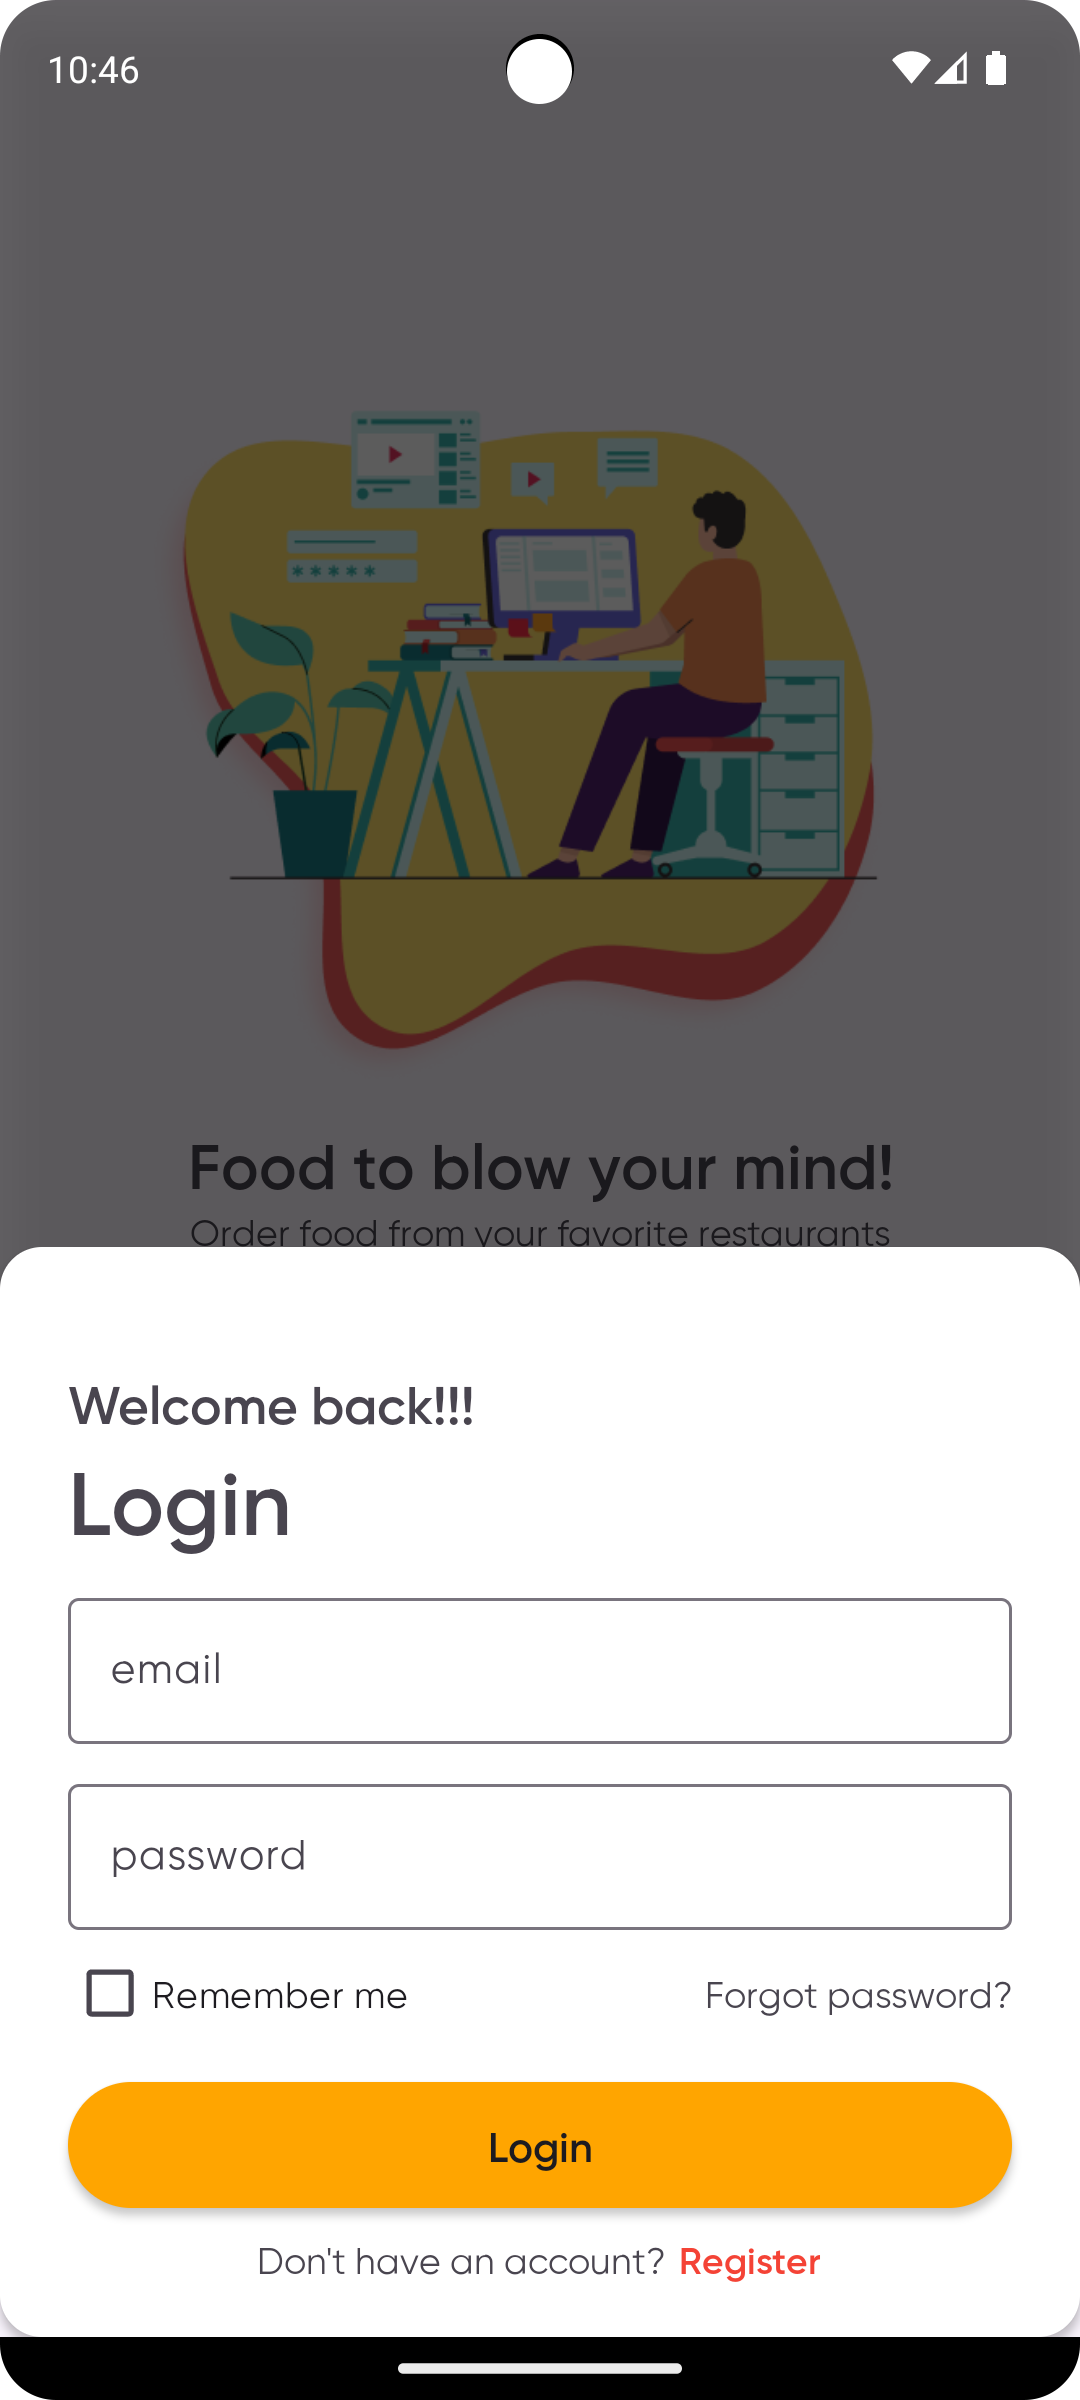 10:46
*****
Food to blow your mind!
Order food from your favorite restaurants
Welcome back!!!
Login
email
password
Remember me
Forgot password?
Login
Don't have an account? Register